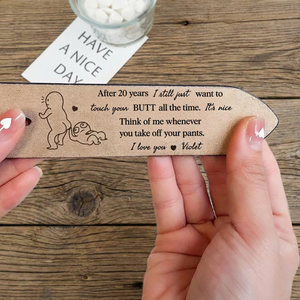 HAVE
A NICE
DAY
After 20 years I still just want to
touch your BUTT all the time. It's nice
Think of me whenever
you take off your pants.
I love you ♥ Violet